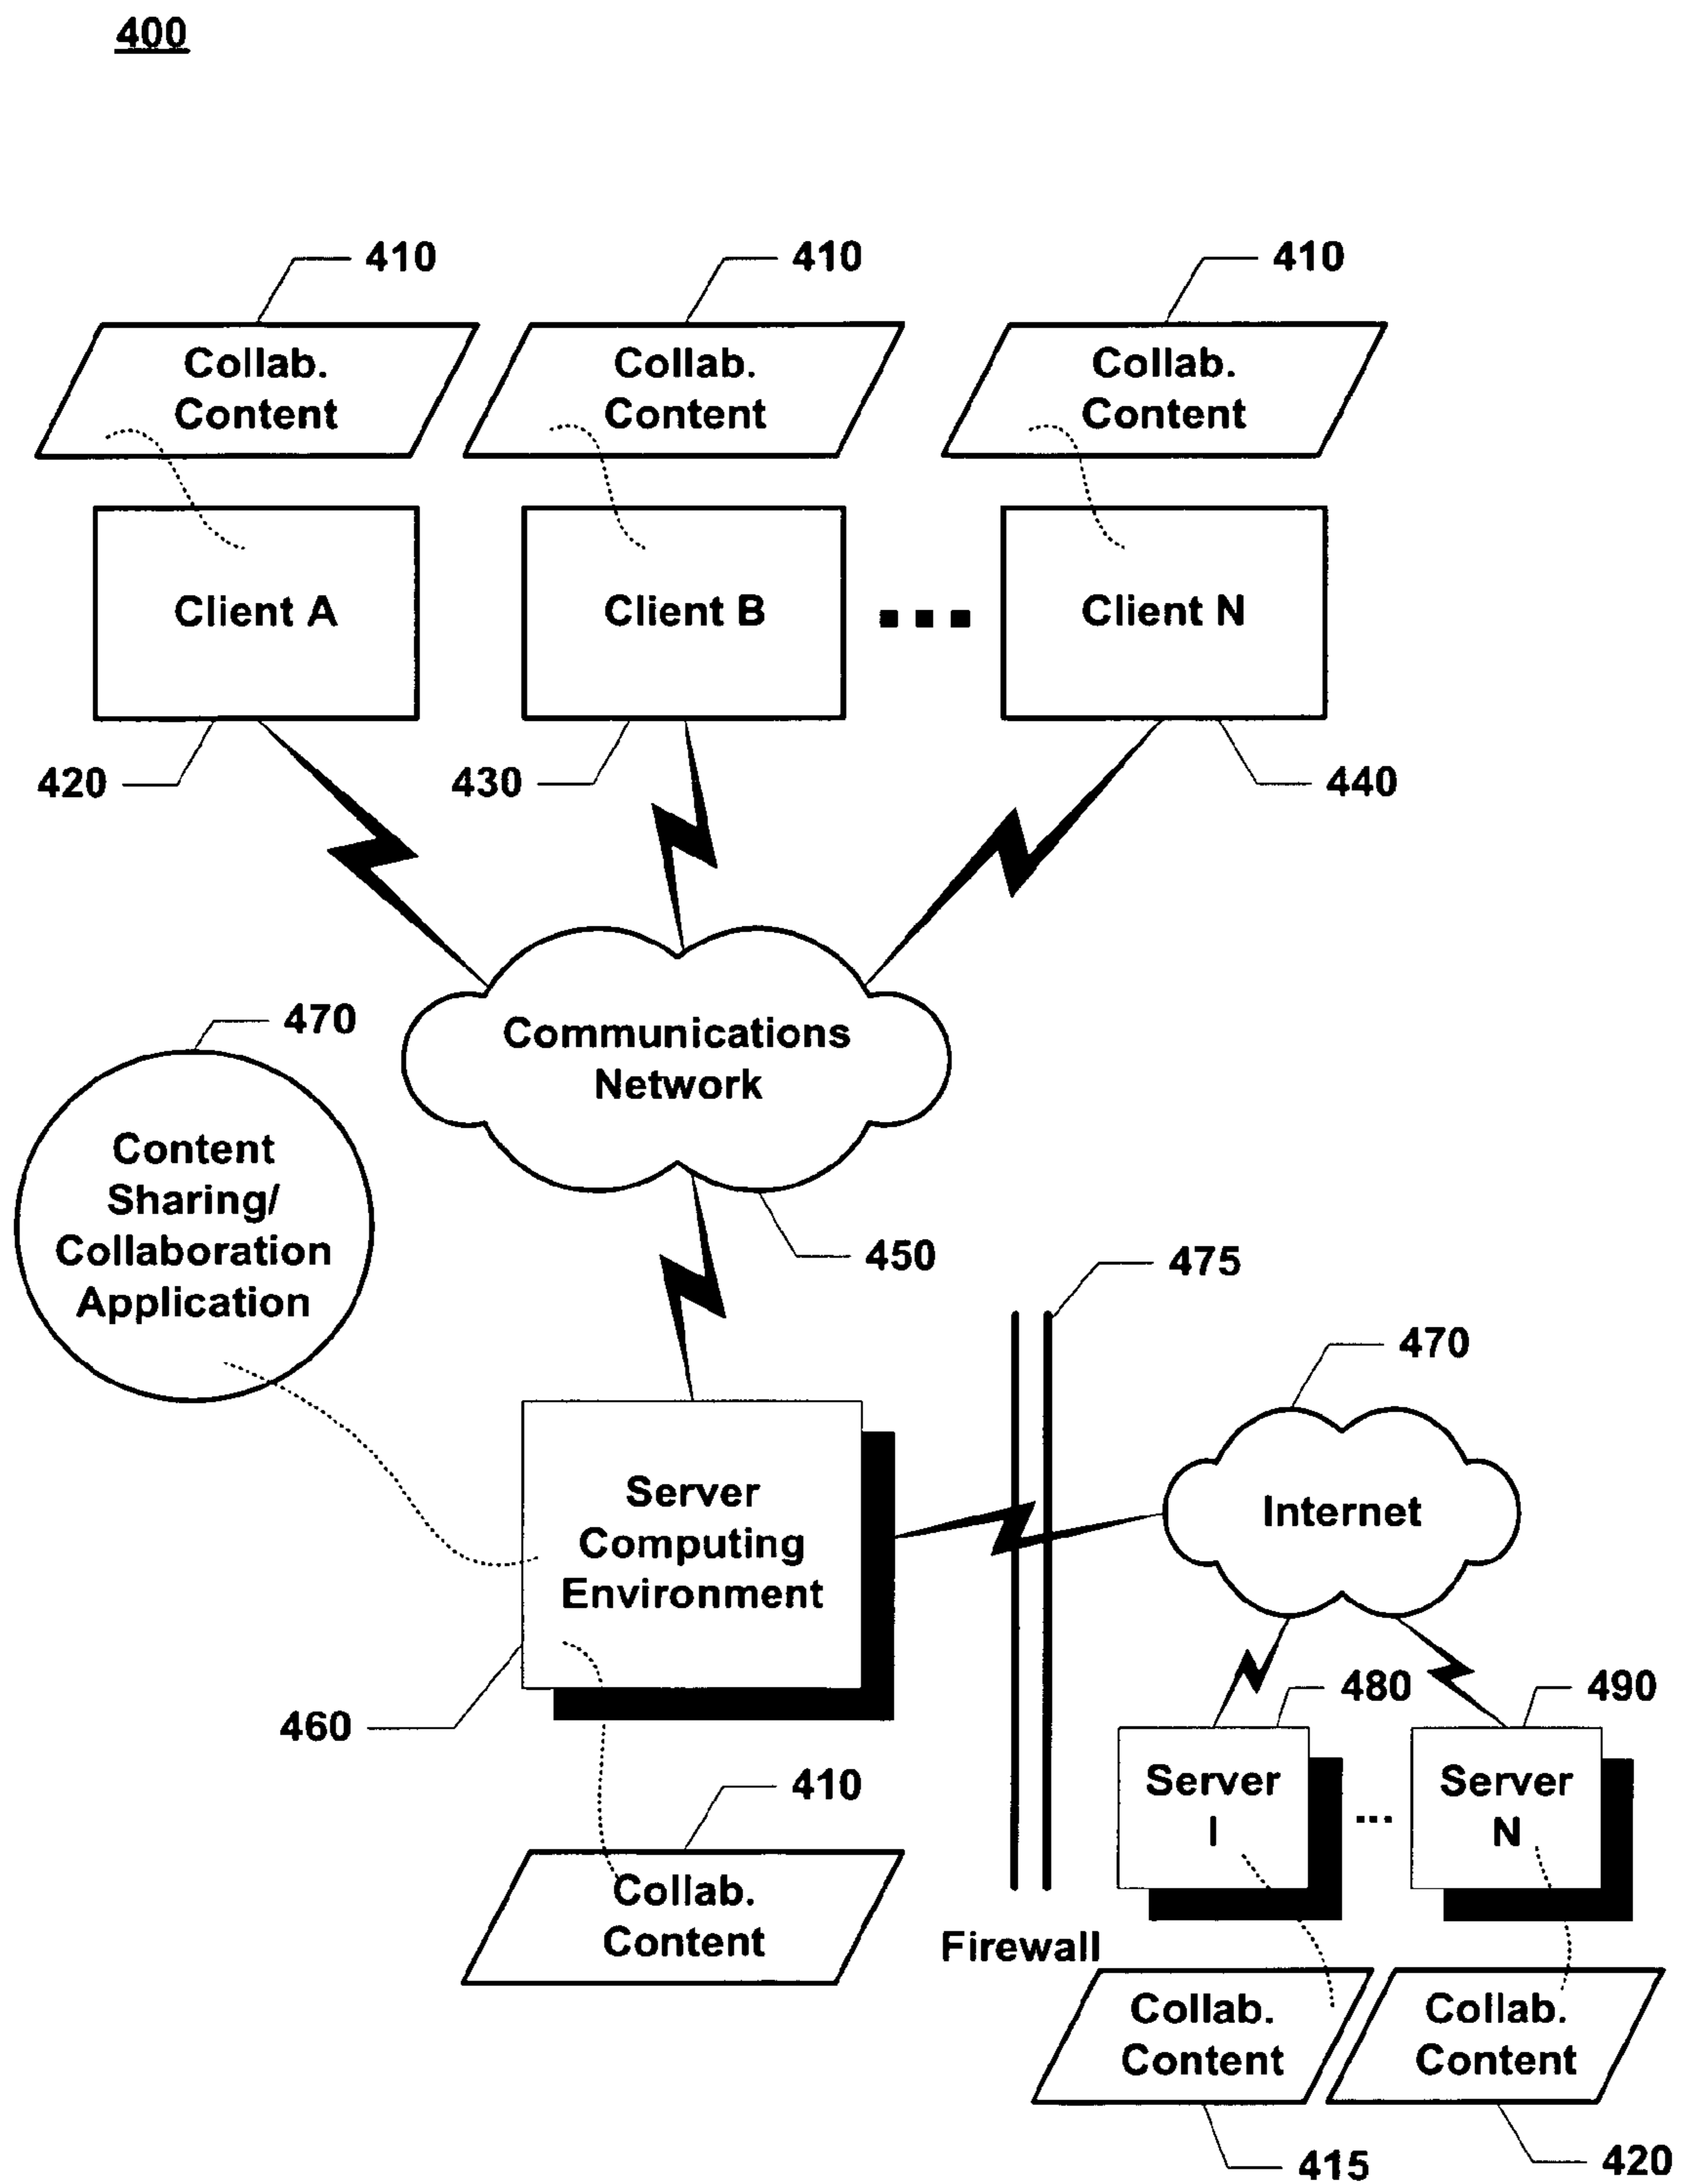 400
410
410
410
Collab.
Content
Collab.
Content
Collab.
Content
Client A
Client B
...
Client N
420
430
440
Communications
Network
470
Content
Sharing/
Collaboration
Application
450
475
470
Internet
Server
Computing
Environment
460
480
490
Server
I
...
Server
N
410
Collab.
Content
Firewall
Collab.
Content
Collab.
Content
415
420